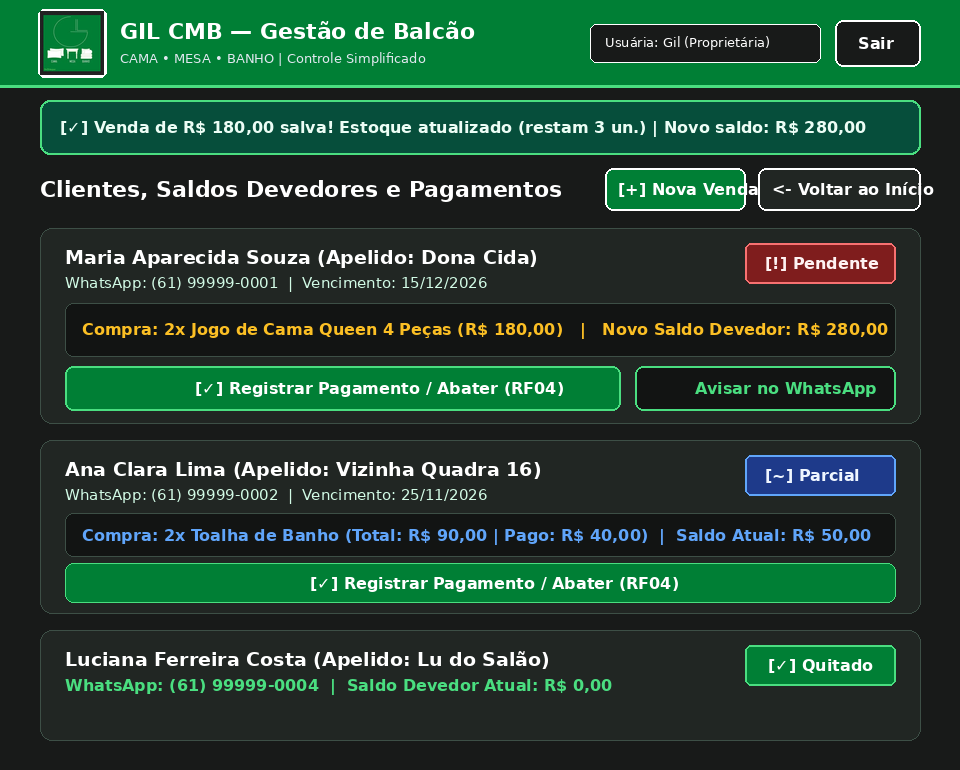 GIL CMB — Gestão de Balcão
CAMA • MESA • BANHO | Controle Simplificado
Usuária: Gil (Proprietária)
Sair
[✓] Venda de R$ 180,00 salva! Estoque atualizado (restam 3 un.) | Novo saldo: R$ 280,00
Clientes, Saldos Devedores e Pagamentos
[+] Nova Venda
<- Voltar ao Início
Maria Aparecida Souza (Apelido: Dona Cida)
[!] Pendente
WhatsApp: (61) 99999-0001 | Vencimento: 15/12/2026
Compra: 2x Jogo de Cama Queen 4 Peças (R$ 180,00) | Novo Saldo Devedor: R$ 280,00
[✓] Registrar Pagamento / Abater (RF04)
Avisar no WhatsApp
Ana Clara Lima (Apelido: Vizinha Quadra 16)
[~] Parcial
WhatsApp: (61) 99999-0002 | Vencimento: 25/11/2026
Compra: 2x Toalha de Banho (Total: R$ 90,00 | Pago: R$ 40,00) | Saldo Atual: R$ 50,00
[✓] Registrar Pagamento / Abater (RF04)
Luciana Ferreira Costa (Apelido: Lu do Salão)
[✓] Quitado
WhatsApp: (61) 99999-0004 | Saldo Devedor Atual: R$ 0,00